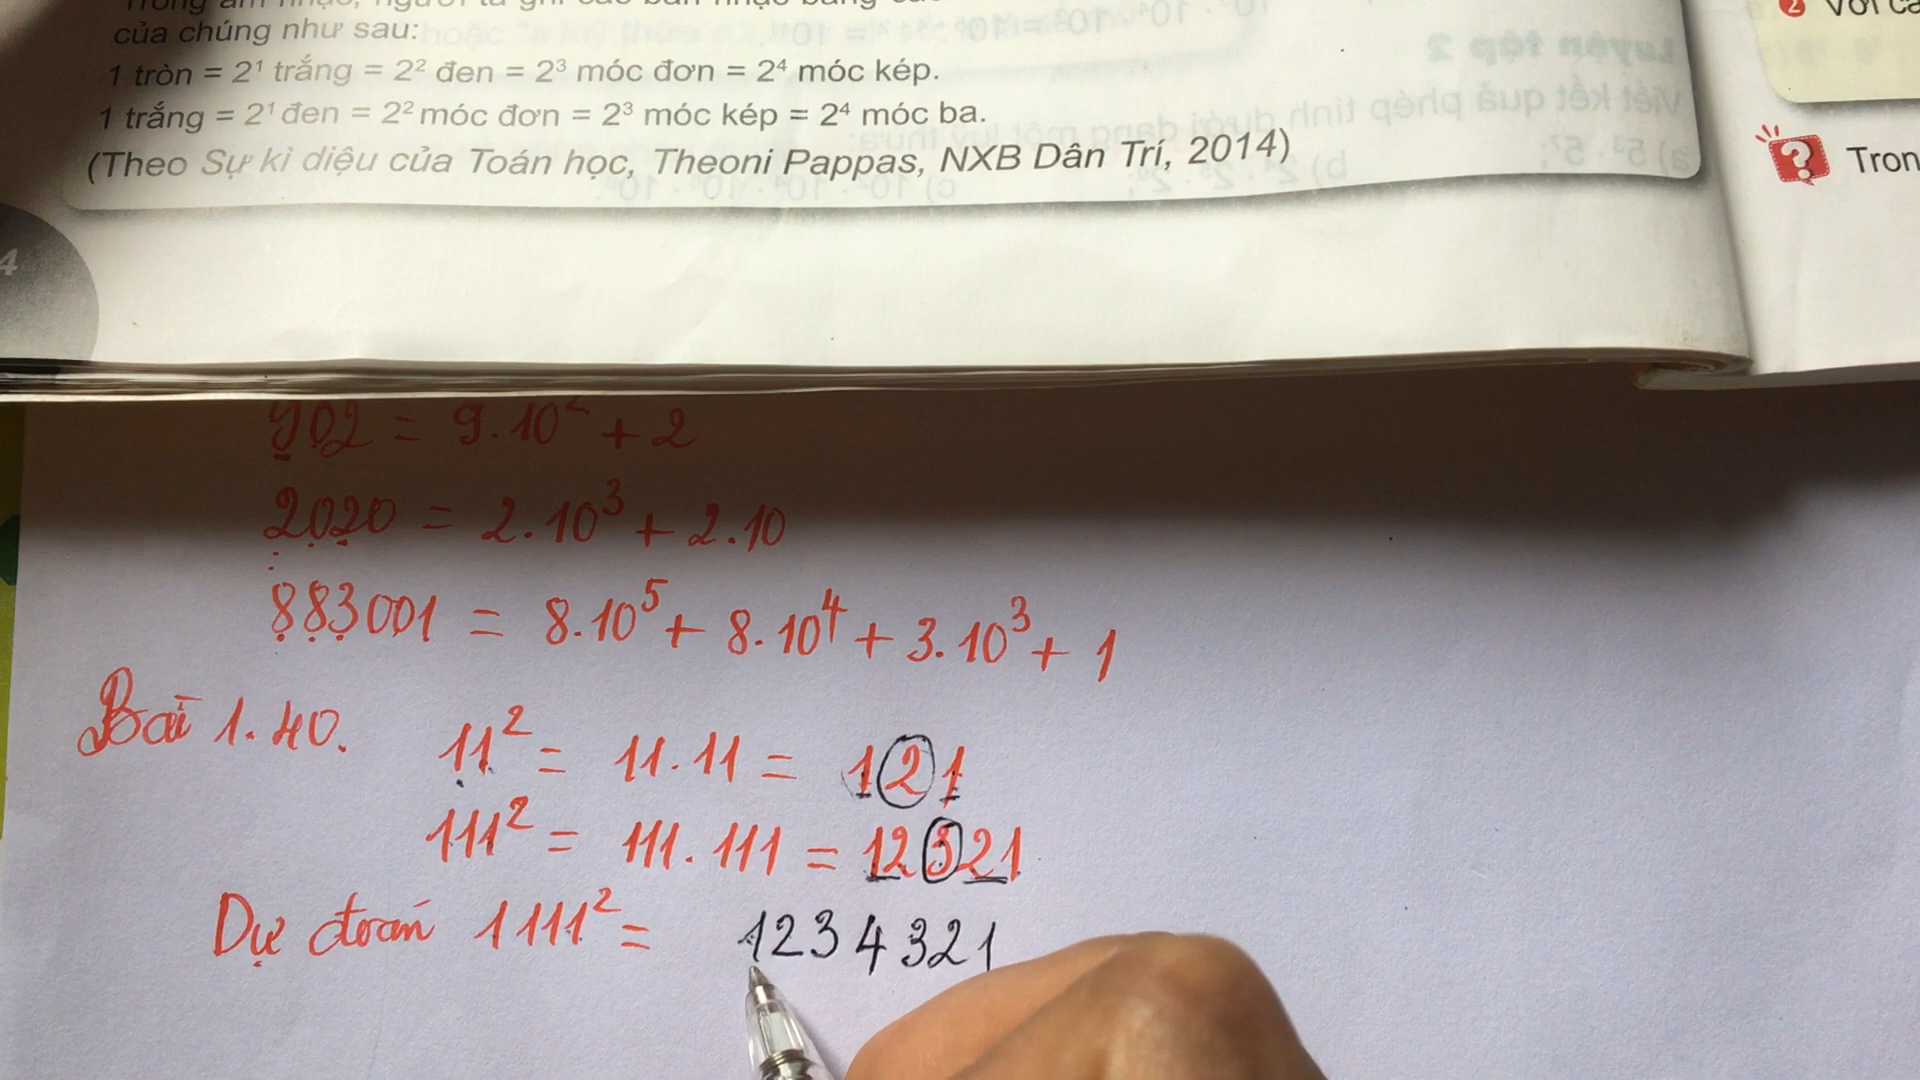 của chúng như sau:
1 tròn = 2¹ trắng = 2² đen = 2³ móc đơn = 2⁴ móc kép.
1 trắng = 2¹ đen = 2² móc đơn = 2³ móc kép = 2⁴ móc ba.
(Theo Sự kì diệu của Toán học, Theoni Pappas, NXB Dân Trí, 2014)
4
2 Với
? Tron
902 = 9.10² + 2
2020 = 2.10³ + 2.10
883001 = 8.10⁵ + 8.10⁴ + 3.10³ + 1
Bài 1.40. 11² = 11.11 = 121
111² = 111.111 = 12321
Dự đoán 1111² = 1234321